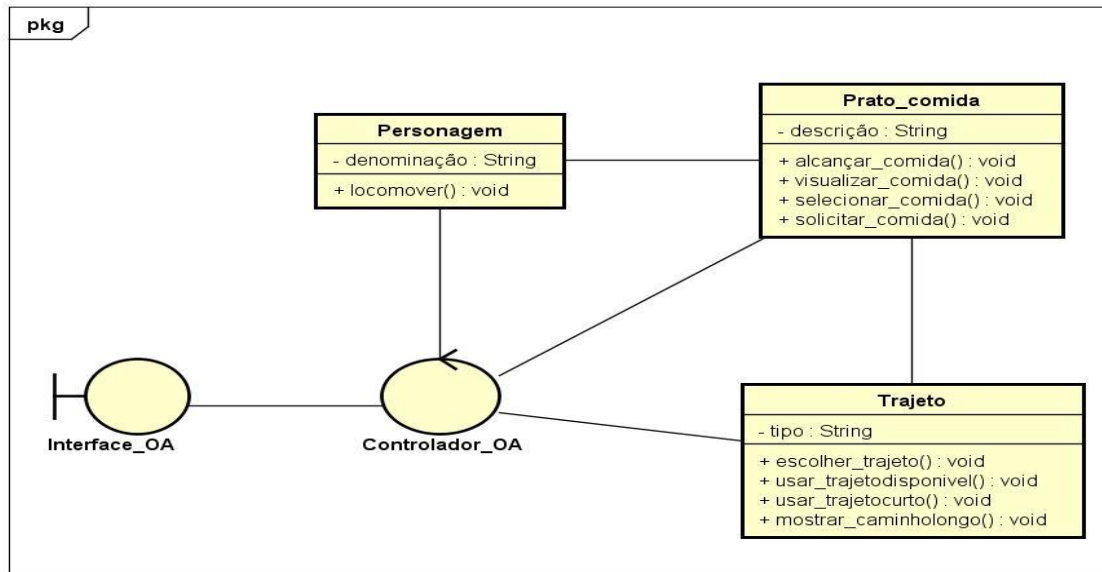 pkg
Prato_comida
- descrição : String
+ alcançar_comida() : void
+ visualizar_comida() : void
+ selecionar_comida() : void
+ solicitar_comida() : void
Personagem
- denominação : String
+ locomover() : void
Interface_OA
Controlador_OA
Trajeto
- tipo : String
+ escolher_trajeto() : void
+ usar_trajetodisponivel() : void
+ usar_trajetocurto() : void
+ mostrar_caminholongo() : void